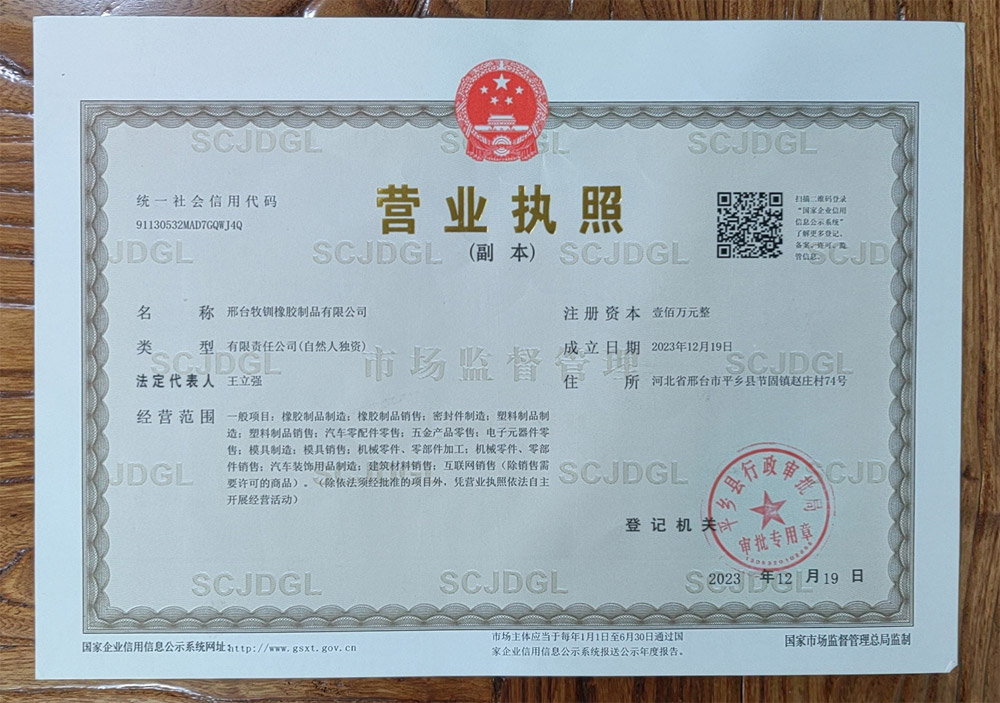 营业执照
(副 本)
统一社会信用代码
91130532MAD7GQWJ4Q
扫描二维码登录
“国家企业信用
信息公示系统”
了解更多登记、
备案、许可、监
管信息。
名 称 邢台牧钏橡胶制品有限公司
类 型 有限责任公司(自然人独资)
法定代表人 王立强
经营范围 一般项目：橡胶制品制造；橡胶制品销售；密封件制造；塑料制品制
造；塑料制品销售；汽车零配件零售；五金产品零售；电子元器件零
售；模具制造；模具销售；机械零件、零部件加工；机械零件、零部
件销售；汽车装饰用品制造；建筑材料销售；互联网销售（除销售需
要许可的商品）。（除依法须经批准的项目外，凭营业执照依法自主
开展经营活动）
注册资本 壹佰万元整
成立日期 2023年12月19日
住 所 河北省邢台市平乡县节固镇赵庄村74号
市场监督管理
SCJDGL
SCJDGL
SCJDGL
SCJDGL
SCJDGL
SCJDGL
SCJDGL
SCJDGL
SCJDGL
SCJDGL
SCJDGL
SCJDGL
登记机关
平乡县行政审批局
审批专用章
2023 年12 月19 日
国家企业信用信息公示系统网址:http://www.gsxt.gov.cn
市场主体应当于每年1月1日至6月30日通过国
家企业信用信息公示系统报送公示年度报告。
国家市场监督管理总局监制